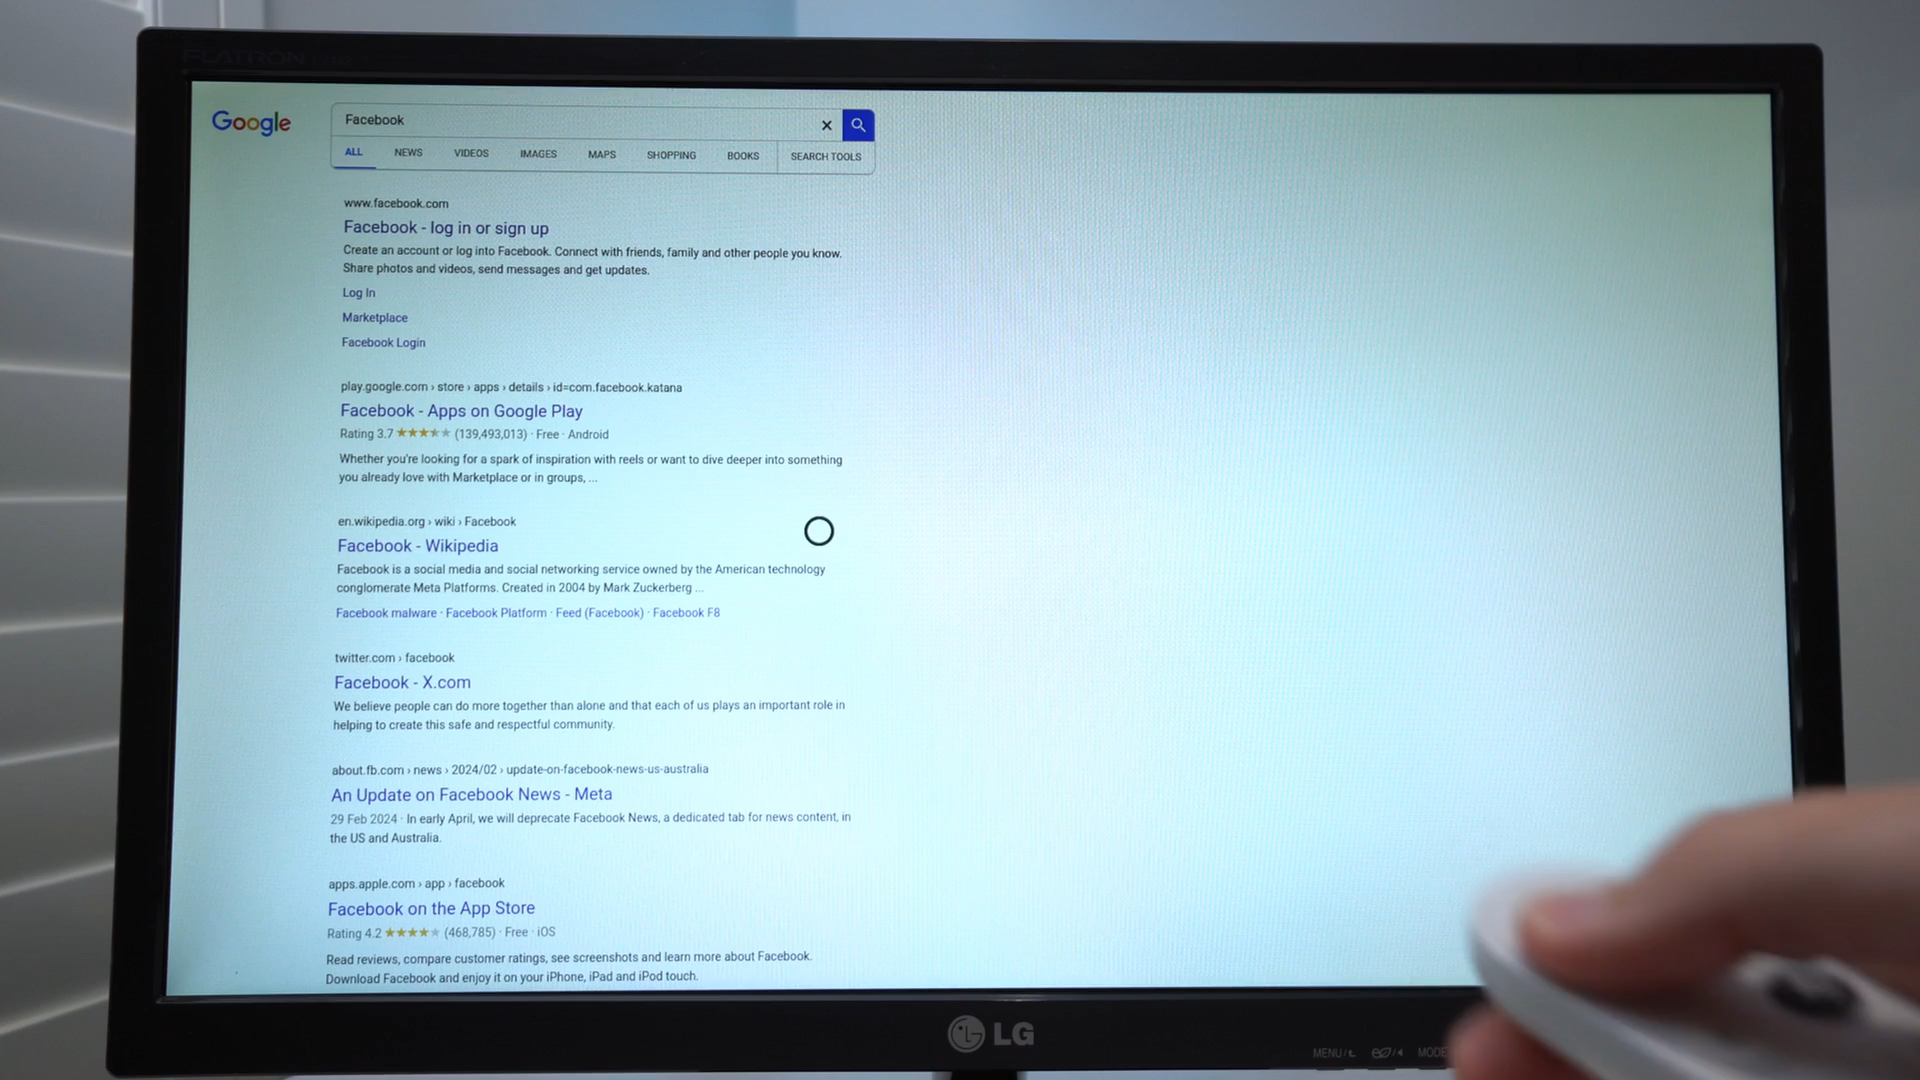 FLATRON
Google
Facebook
ALL NEWS VIDEOS IMAGES MAPS SHOPPING BOOKS SEARCH TOOLS
www.facebook.com
Facebook - log in or sign up
Create an account or log into Facebook. Connect with friends, family and other people you know.
Share photos and videos, send messages and get updates.
Log In
Marketplace
Facebook Login
play.google.com › store › apps › details › id=com.facebook.katana
Facebook - Apps on Google Play
Rating 3.7 ★★★★★ (139,493,013) · Free · Android
Whether you're looking for a spark of inspiration with reels or want to dive deeper into something
you already love with Marketplace or in groups, ...
en.wikipedia.org › wiki › Facebook
Facebook - Wikipedia
Facebook is a social media and social networking service owned by the American technology
conglomerate Meta Platforms. Created in 2004 by Mark Zuckerberg ...
Facebook malware · Facebook Platform · Feed (Facebook) · Facebook F8
twitter.com › facebook
Facebook - X.com
We believe people can do more together than alone and that each of us plays an important role in
helping to create this safe and respectful community.
about.fb.com › news › 2024/02 › update-on-facebook-news-us-australia
An Update on Facebook News - Meta
29 Feb 2024 · In early April, we will deprecate Facebook News, a dedicated tab for news content, in
the US and Australia.
apps.apple.com › app › facebook
Facebook on the App Store
Rating 4.2 ★★★★★ (468,785) · Free · iOS
Read reviews, compare customer ratings, see screenshots and learn more about Facebook.
Download Facebook and enjoy it on your iPhone, iPad and iPod touch.
LG
MENU/ MODE